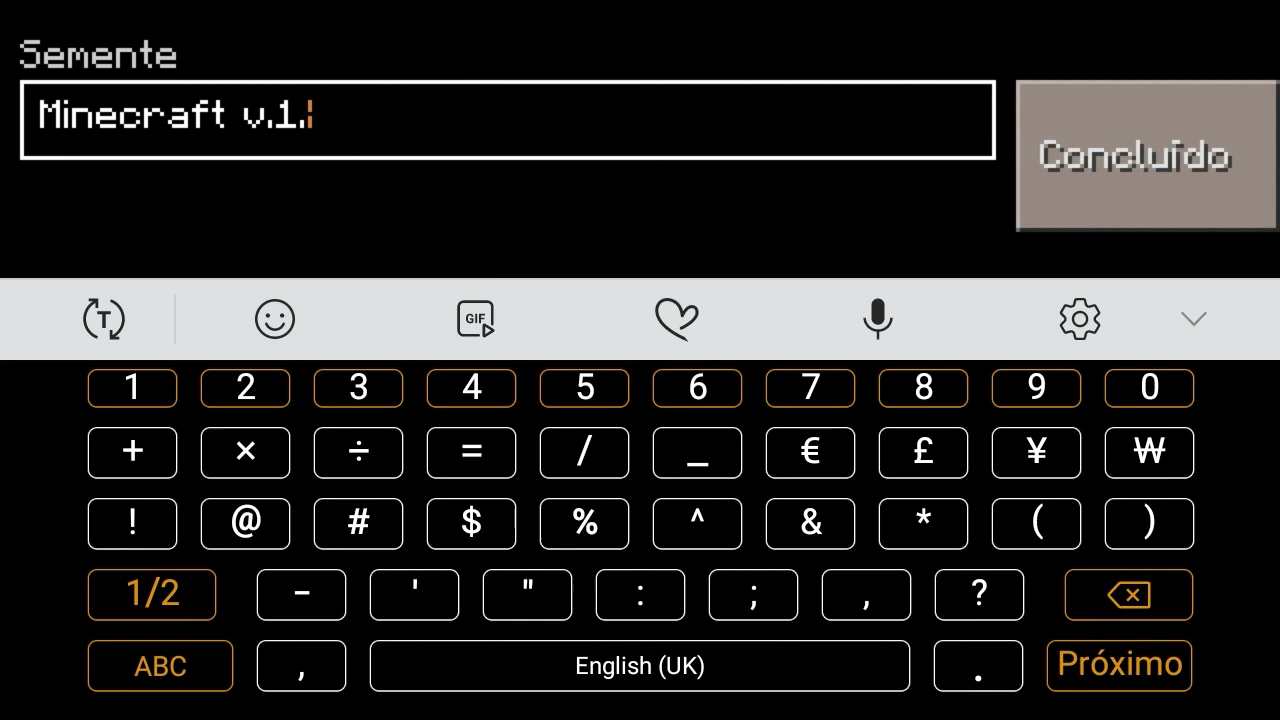 Semente
Minecraft v.1.
Concluído
T GIF
1 2 3 4 5 6 7 8 9 0
+ × ÷ = / _ € £ ¥ ₩
! @ # $ % ^ & * ( )
1/2 - ' " : ; , ?
ABC , English (UK) . Próximo